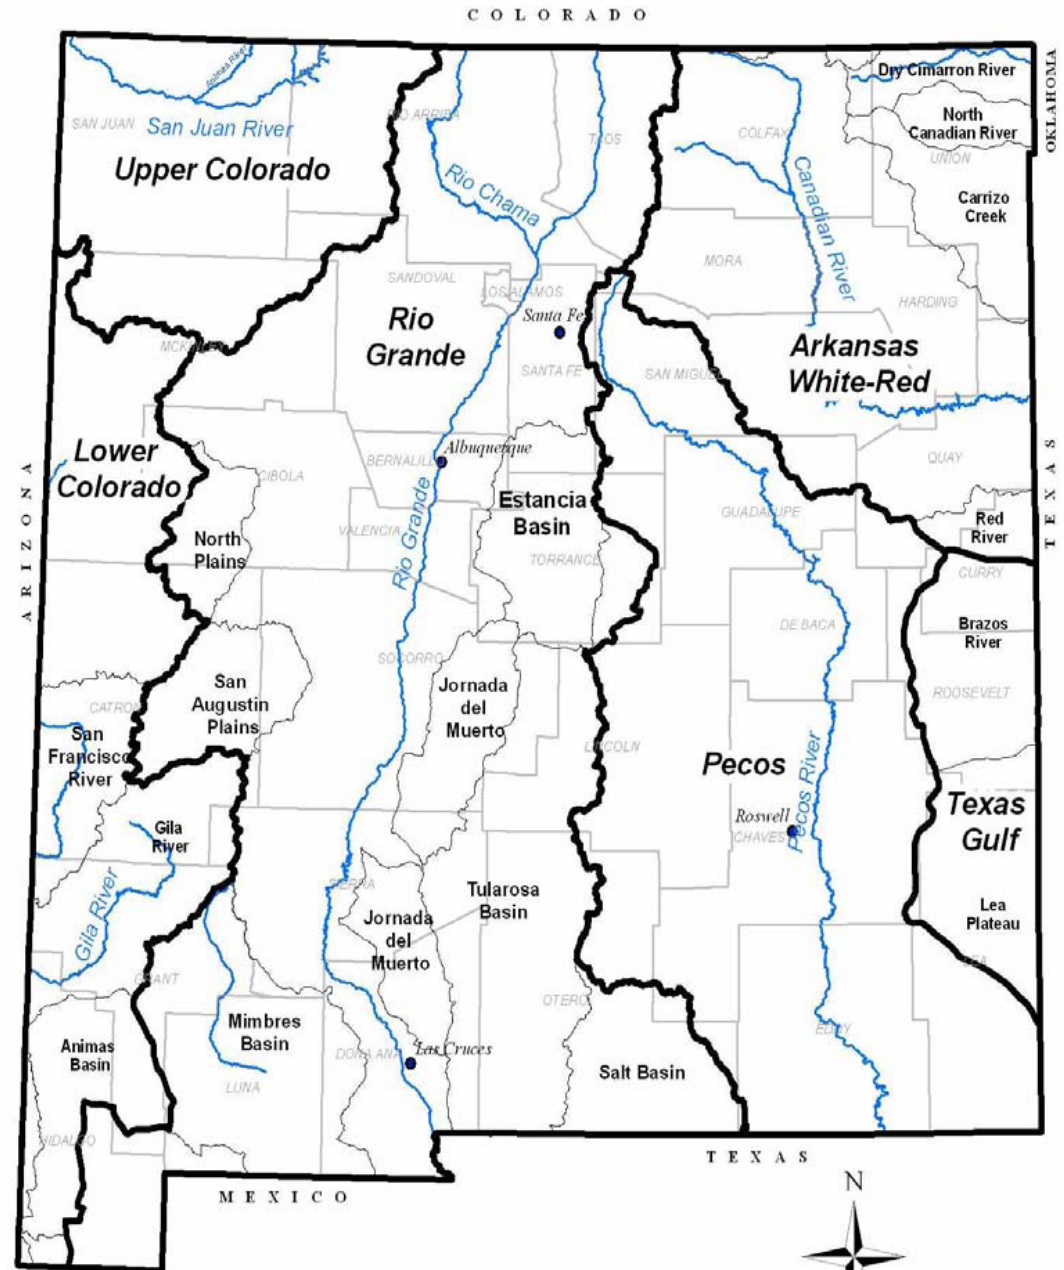 COLORADO
OKLAHOMA
Animas River
Dry Cimarron River
SAN JUAN
San Juan River
RIO ARRIBA
TAOS
COLFAX
North
Canadian River
UNION
Upper Colorado
Rio Chama
Canadian River
Carrizo
Creek
SANDOVAL
LOS ALAMOS
MORA
HARDING
Rio
Grande
Santa Fe
MCKINLEY
SANTA FE
SAN MIGUEL
Arkansas
White-Red
Lower
Colorado
ARIZONA
CIBOLA
BERNALILLO
Albuquerque
QUAY
TEXAS
Estancia
Basin
GUADALUPE
Red
River
North
Plains
VALENCIA
Rio Grande
TORRANCE
CURRY
DE BACA
Brazos
River
SOCORRO
San
Augustin
Plains
Jornada
del
Muerto
ROOSEVELT
CATRON
San
Francisco
River
LINCOLN
Pecos
Pecos River
Roswell
CHAVES
Texas
Gulf
Gila
River
Gila River
SIERRA
Tularosa
Basin
Jornada
del
Muerto
Lea
Plateau
LEA
GRANT
OTERO
EDDY
Animas
Basin
Mimbres
Basin
DONA ANA
Las Cruces
LUNA
Salt Basin
HIDALGO
TEXAS
MEXICO
N